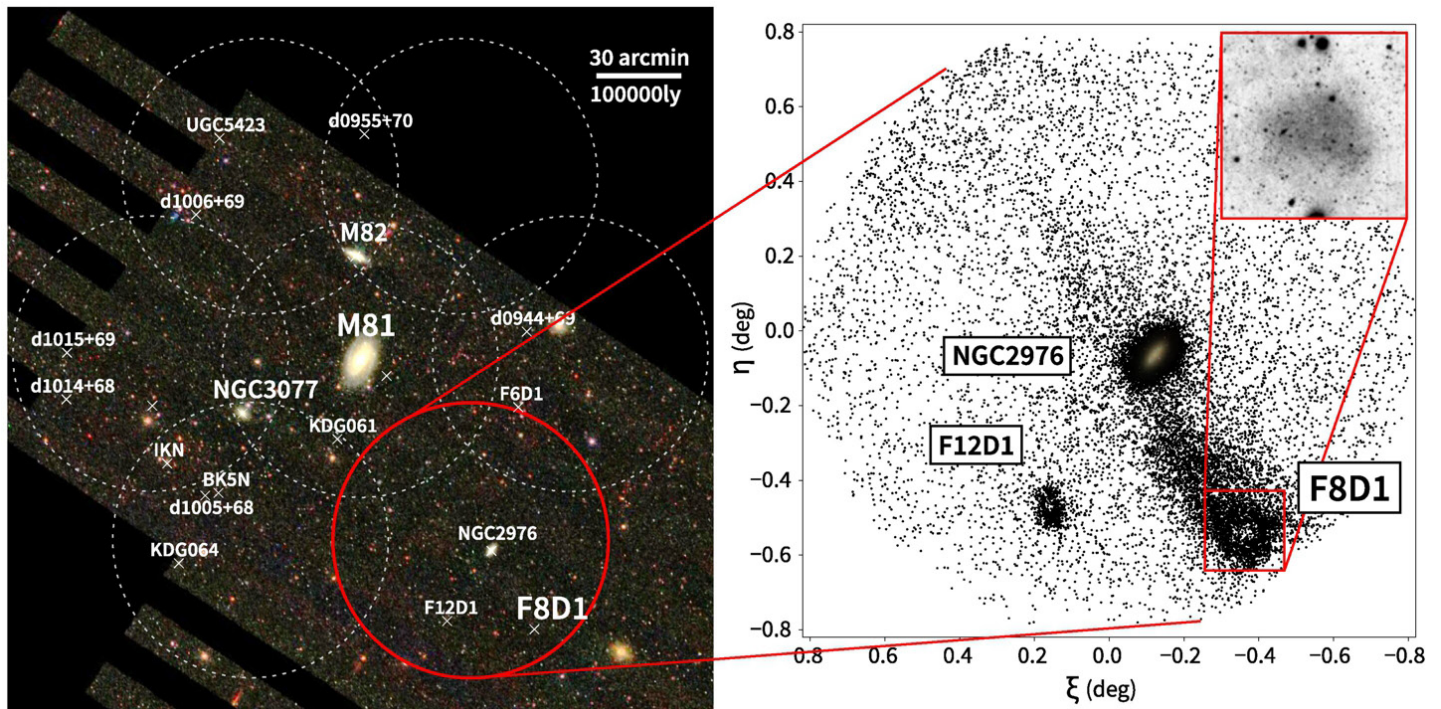 30 arcmin
100000ly
UGC5423
d0955+70
d1006+69
M82
d1015+69
M81
d0944+69
d1014+68
NGC3077
F6D1
KDG061
IKN
BK5N
d1005+68
NGC2976
KDG064
F12D1
F8D1
0.8
0.6
0.4
0.2
0.0
−0.2
−0.4
−0.6
−0.8
η (deg)
NGC2976
F12D1
F8D1
0.8
0.6
0.4
0.2
0.0
−0.2
−0.4
−0.6
−0.8
ξ (deg)